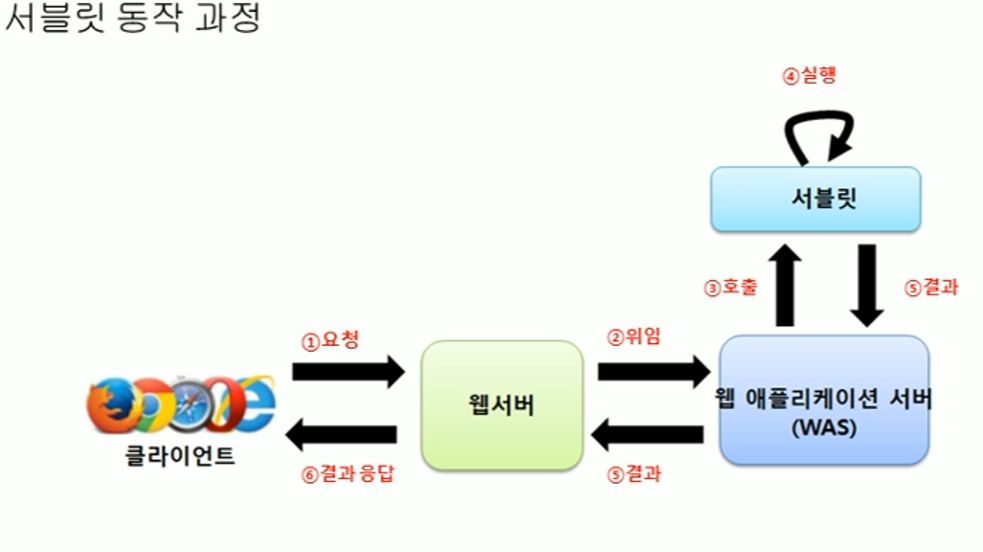 서블릿 동작 과정
④실행
서블릿
③호출
⑤결과
①요청
②위임
웹서버
웹 애플리케이션 서버
(WAS)
클라이언트
⑥결과 응답
⑤결과